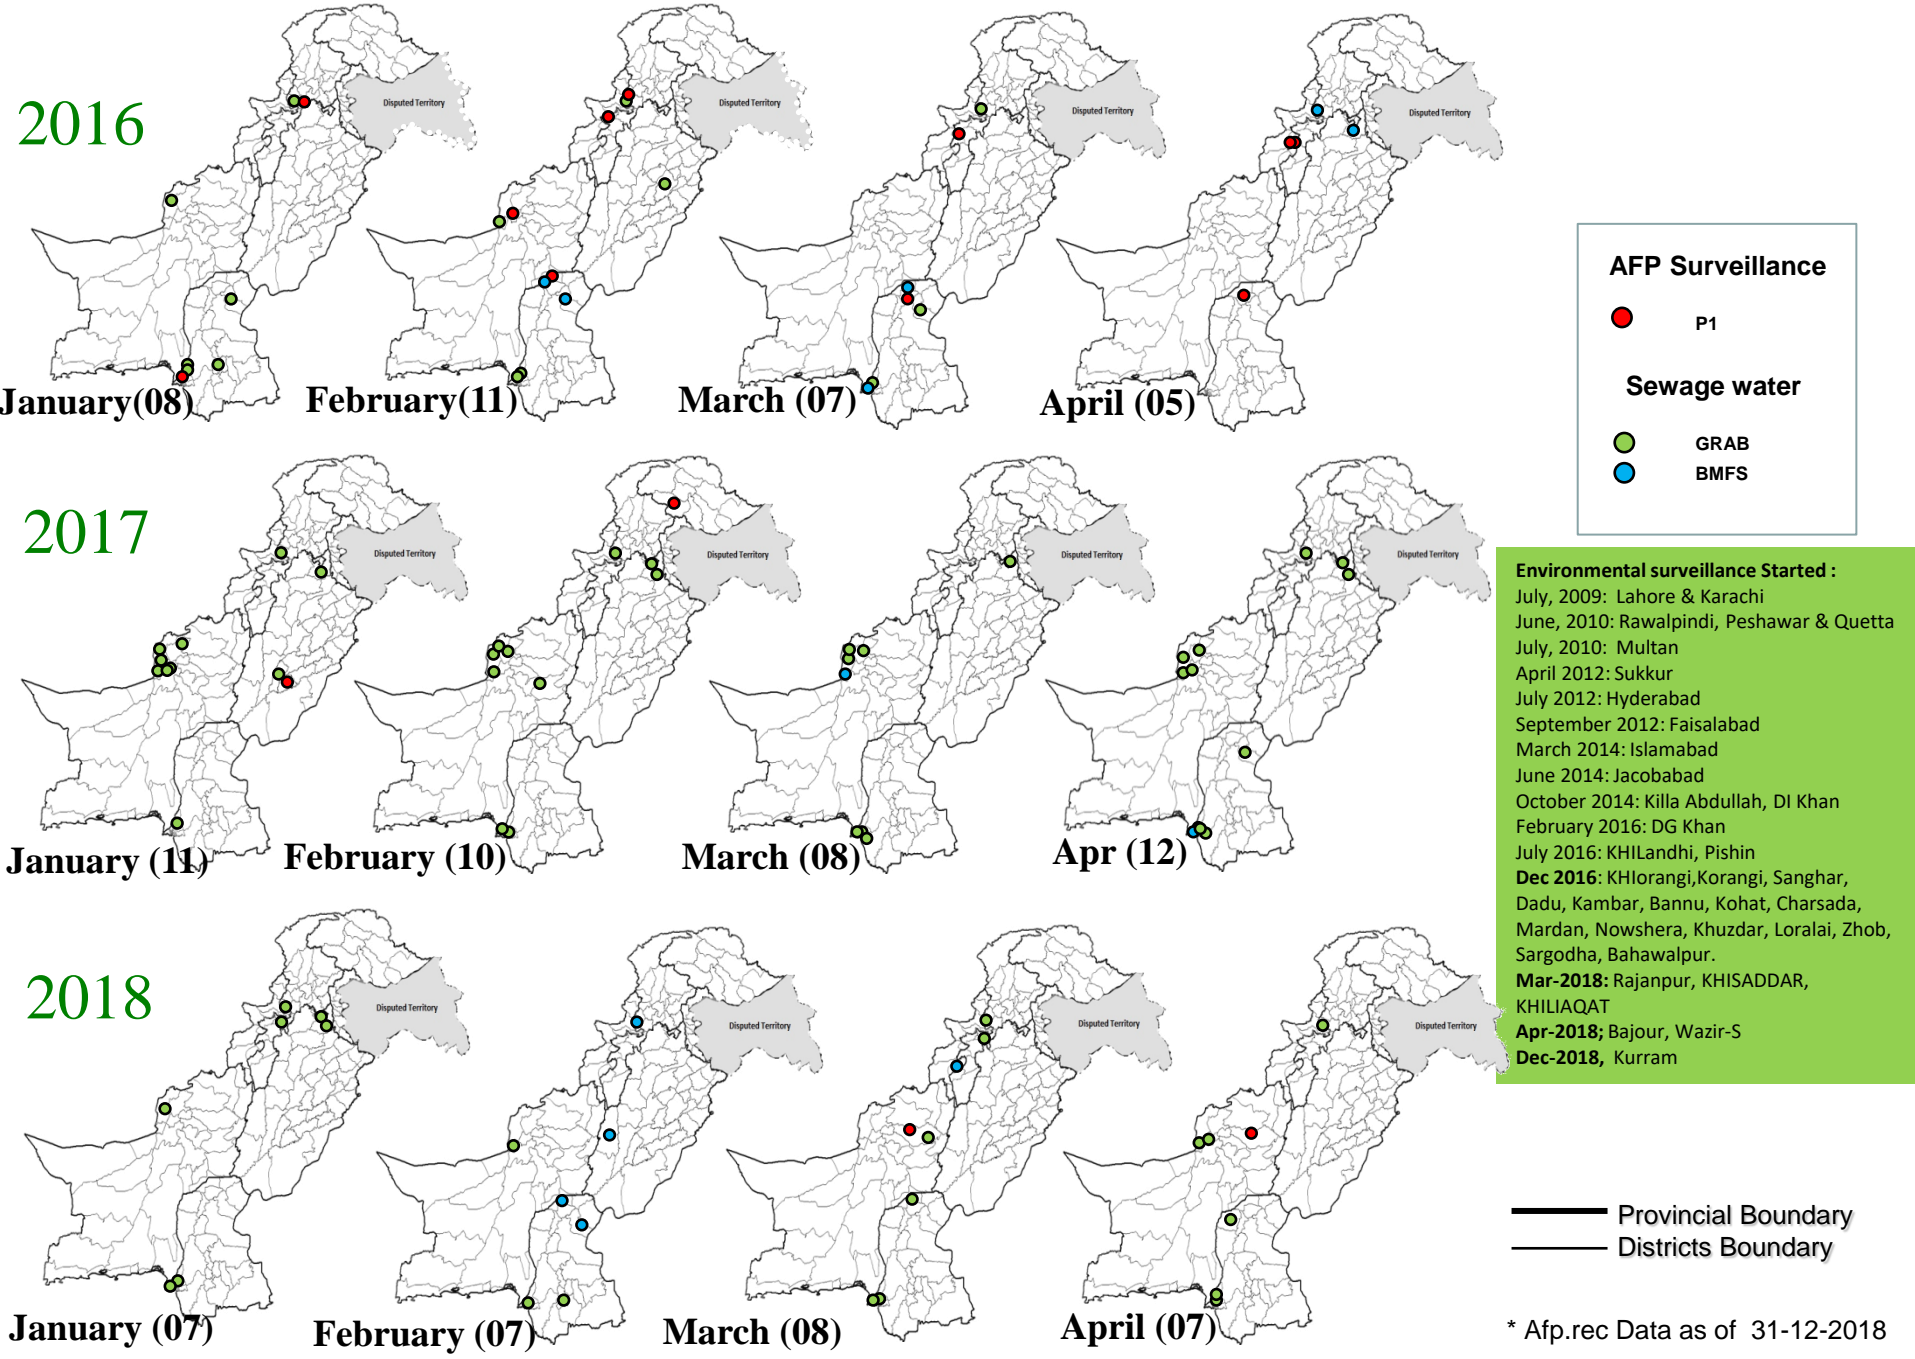 2016
Disputed Territory
Disputed Territory
Disputed Territory
Disputed Territory
January(08)
February(11)
March (07)
April (05)
AFP Surveillance
P1
Sewage water
GRAB
BMFS
2017
Disputed Territory
Disputed Territory
Disputed Territory
Disputed Territory
January (11)
February (10)
March (08)
Apr (12)
Environmental surveillance Started :
July, 2009: Lahore & Karachi
June, 2010: Rawalpindi, Peshawar & Quetta
July, 2010: Multan
April 2012: Sukkur
July 2012: Hyderabad
September 2012: Faisalabad
March 2014: Islamabad
June 2014: Jacobabad
October 2014: Killa Abdullah, DI Khan
February 2016: DG Khan
July 2016: KHILandhi, Pishin
Dec 2016: KHIorangi,Korangi, Sanghar,
Dadu, Kambar, Bannu, Kohat, Charsada,
Mardan, Nowshera, Khuzdar, Loralai, Zhob,
Sargodha, Bahawalpur.
Mar-2018: Rajanpur, KHISADDAR,
KHILIAQAT
Apr-2018; Bajour, Wazir-S
Dec-2018, Kurram
2018
Disputed Territory
Disputed Territory
Disputed Territory
Disputed Territory
January (07)
February (07)
March (08)
April (07)
Provincial Boundary
Districts Boundary
* Afp.rec Data as of 31-12-2018